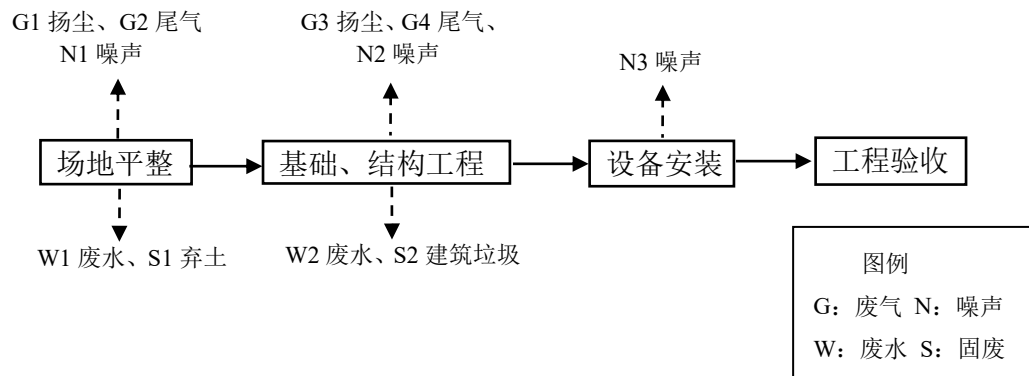 G1 扬尘、G2 尾气
N1 噪声
G3 扬尘、G4 尾气、
N2 噪声
N3 噪声
场地平整
基础、结构工程
设备安装
工程验收
W1 废水、S1 弃土
W2 废水、S2 建筑垃圾
图例
G：废气 N：噪声
W：废水 S：固废